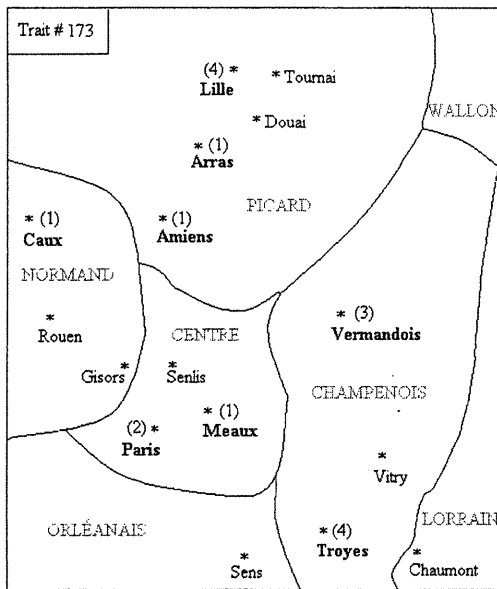 Trait # 173
(4) *
Lille
* Tournai
* Douai
WALLON
* (1)
Arras
PICARD
* (1)
Caux
* (1)
Amiens
NORMAND
* (3)
Vermandois
*
Rouen
CENTRE
Gisors *
*
Senlis
CHAMPENOIS
* (1)
Meaux
(2) *
Paris
*
Vitry
ORLÉANAIS
LORRAIN
* (4)
Troyes
*
Sens
*
Chaumont